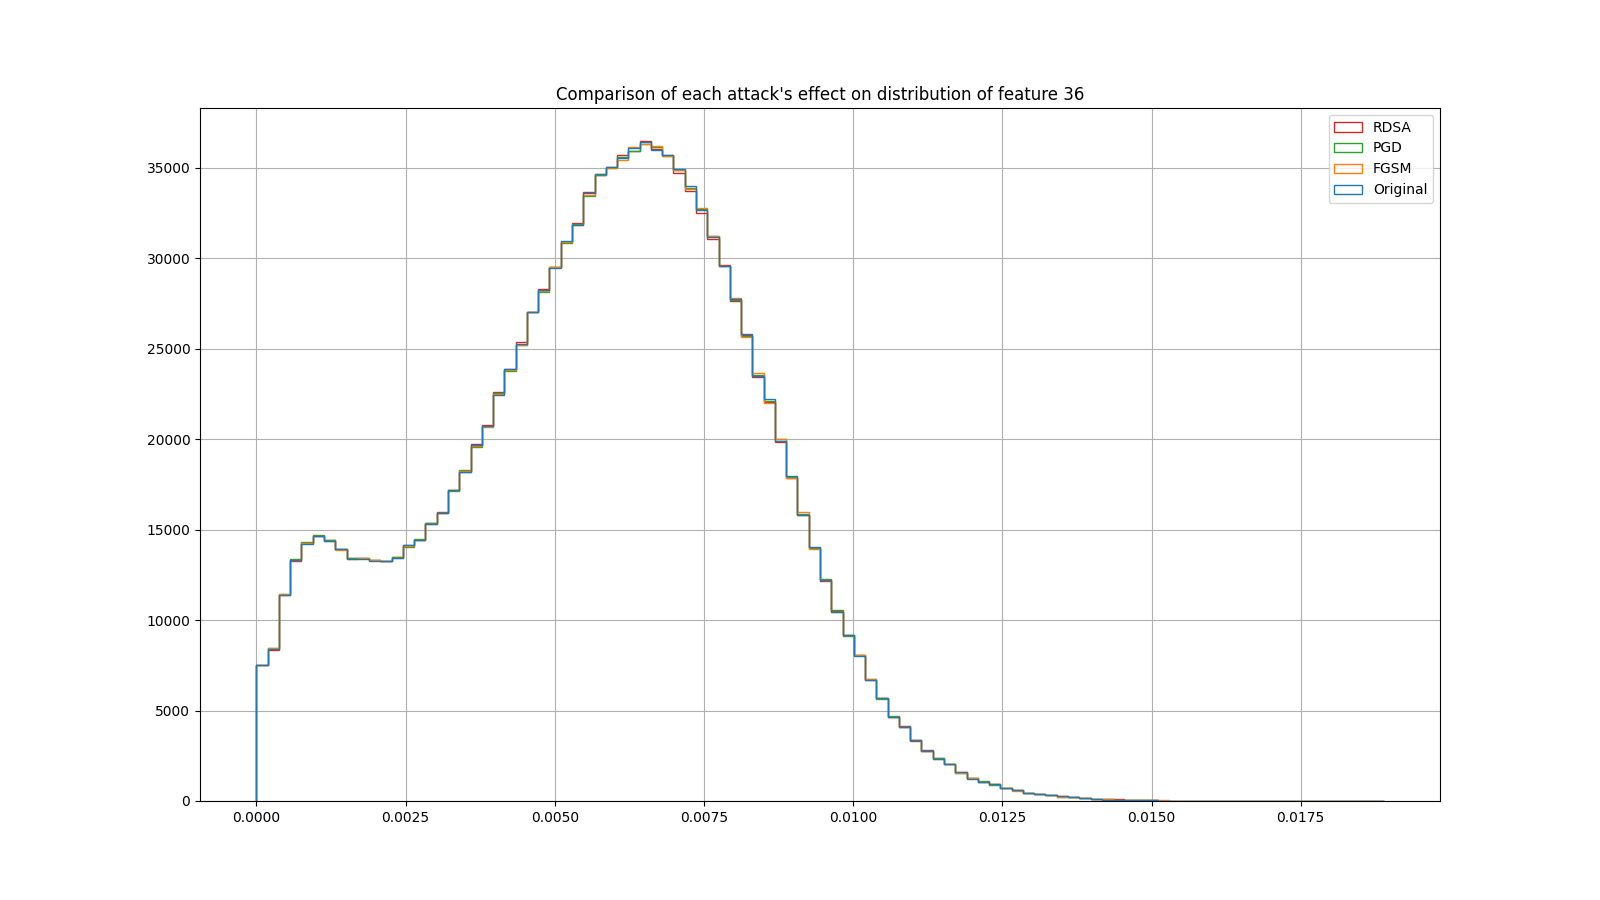 Comparison of each attack's effect on distribution of feature 36
RDSA
PGD
FGSM
Original
35000
30000
25000
20000
15000
10000
5000
0
0.0000 0.0025 0.0050 0.0075 0.0100 0.0125 0.0150 0.0175